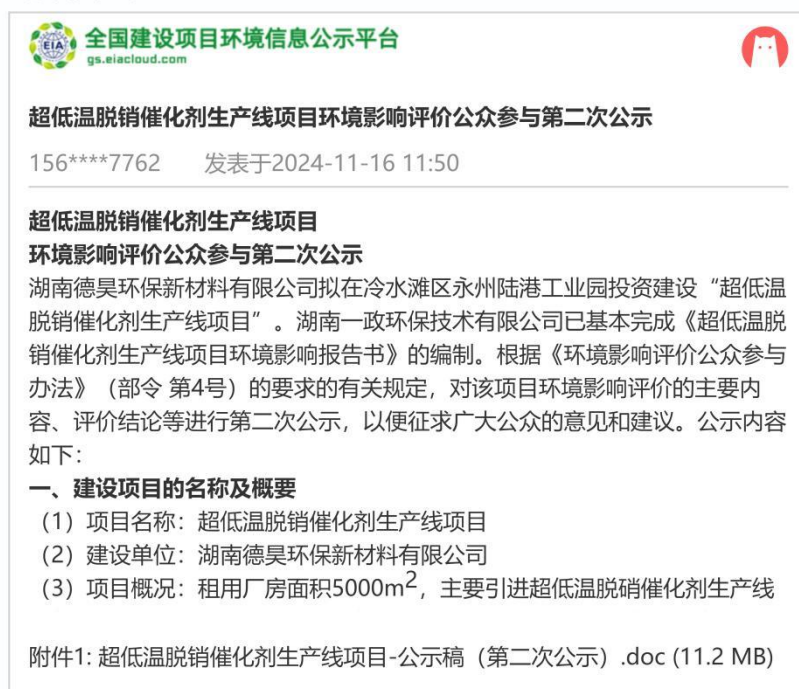 EIA
全国建设项目环境信息公示平台
gs.eiacloud.com
超低温脱销催化剂生产线项目环境影响评价公众参与第二次公示
156****7762 发表于2024-11-16 11:50
超低温脱销催化剂生产线项目
环境影响评价公众参与第二次公示
湖南德昊环保新材料有限公司拟在冷水滩区永州陆港工业园投资建设“超低温
脱销催化剂生产线项目”。湖南一政环保技术有限公司已基本完成《超低温脱
销催化剂生产线项目环境影响报告书》的编制。根据《环境影响评价公众参与
办法》（部令 第4号）的要求的有关规定，对该项目环境影响评价的主要内
容、评价结论等进行第二次公示，以便征求广大公众的意见和建议。公示内容
如下：
一、建设项目的名称及概要
（1）项目名称：超低温脱销催化剂生产线项目
（2）建设单位：湖南德昊环保新材料有限公司
（3）项目概况：租用厂房面积5000m²，主要引进超低温脱硝催化剂生产线
附件1: 超低温脱销催化剂生产线项目-公示稿（第二次公示）.doc (11.2 MB)